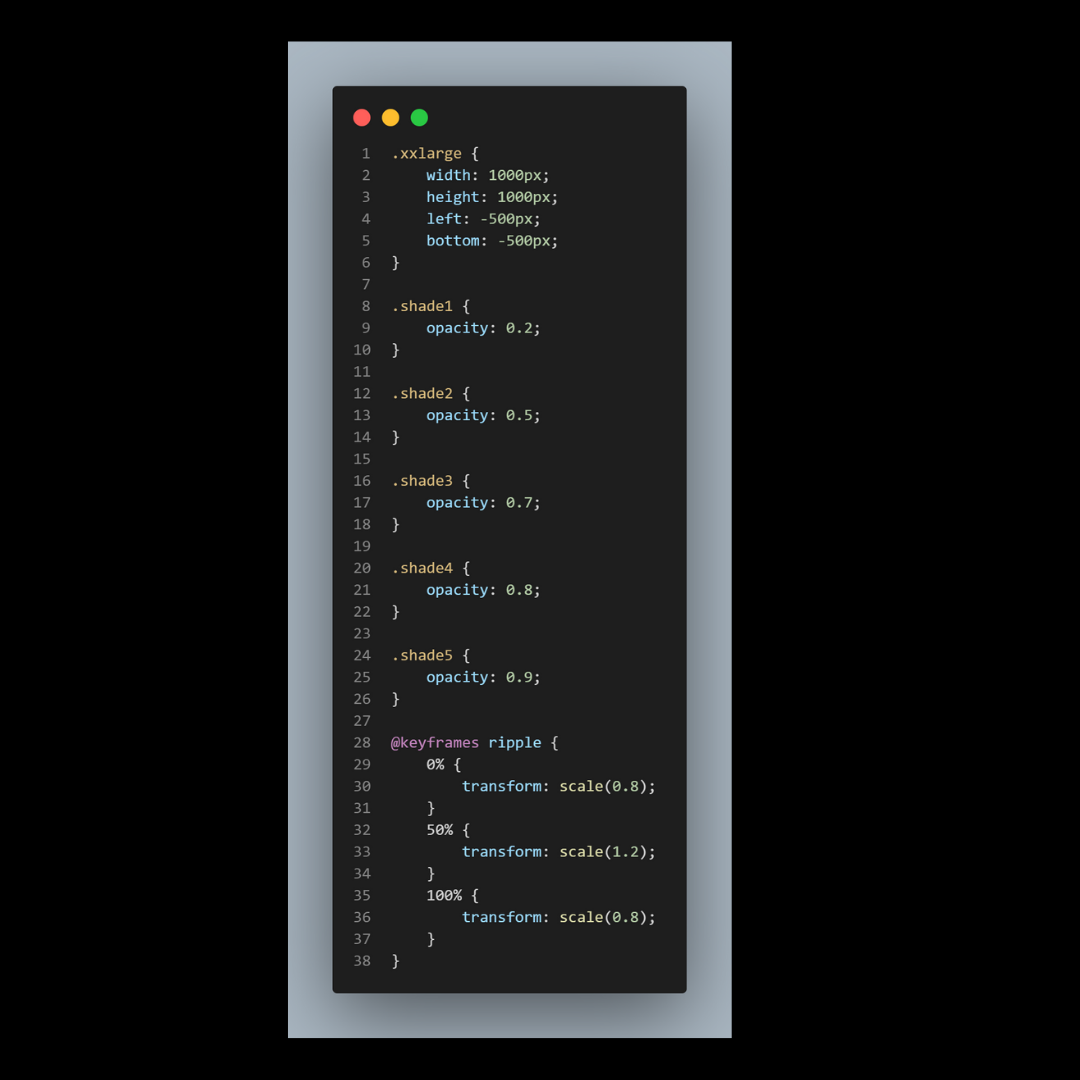 1 .xxlarge {
2     width: 1000px;
3     height: 1000px;
4     left: -500px;
5     bottom: -500px;
6 }
7
8 .shade1 {
9     opacity: 0.2;
10 }
11
12 .shade2 {
13     opacity: 0.5;
14 }
15
16 .shade3 {
17     opacity: 0.7;
18 }
19
20 .shade4 {
21     opacity: 0.8;
22 }
23
24 .shade5 {
25     opacity: 0.9;
26 }
27
28 @keyframes ripple {
29     0% {
30         transform: scale(0.8);
31     }
32     50% {
33         transform: scale(1.2);
34     }
35     100% {
36         transform: scale(0.8);
37     }
38 }